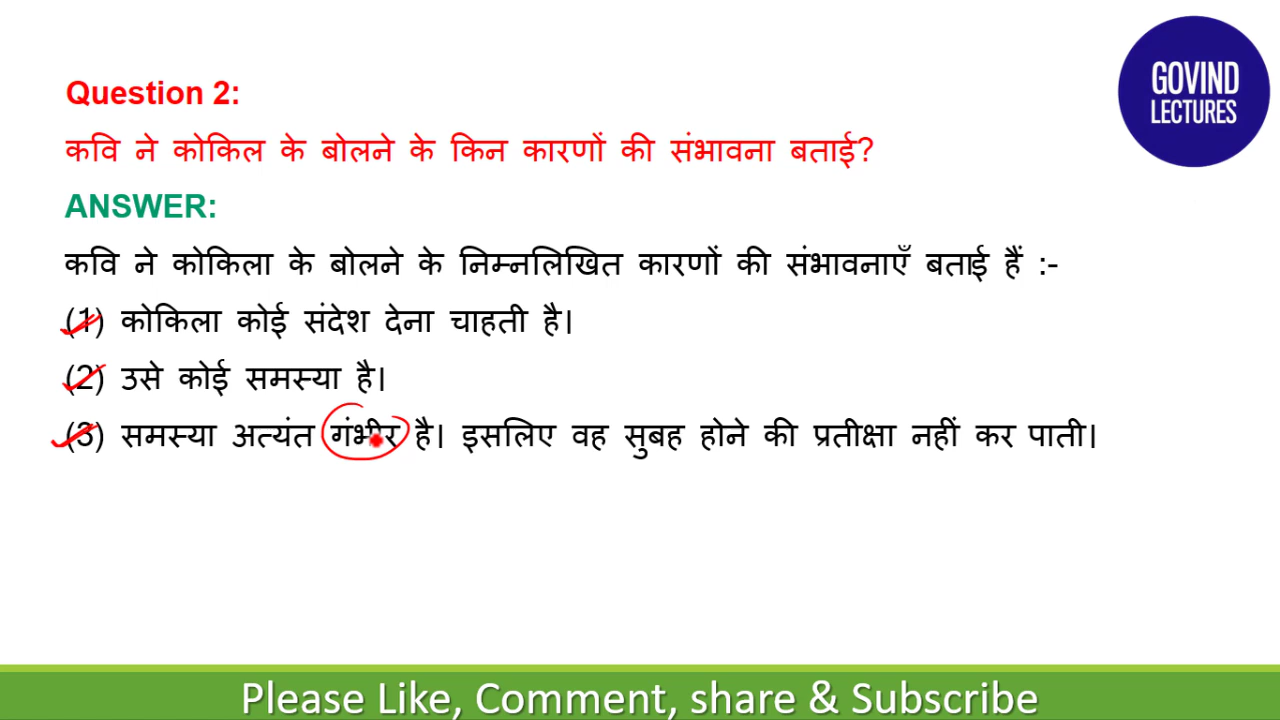 GOVIND
LECTURES
Question 2:
कवि ने कोकिल के बोलने के किन कारणों की संभावना बताई?
ANSWER:
कवि ने कोकिला के बोलने के निम्नलिखित कारणों की संभावनाएँ बताई हैं :-
(1) कोकिला कोई संदेश देना चाहती है।
(2) उसे कोई समस्या है।
(3) समस्या अत्यंत गंभीर है। इसलिए वह सुबह होने की प्रतीक्षा नहीं कर पाती।
Please Like, Comment, share & Subscribe